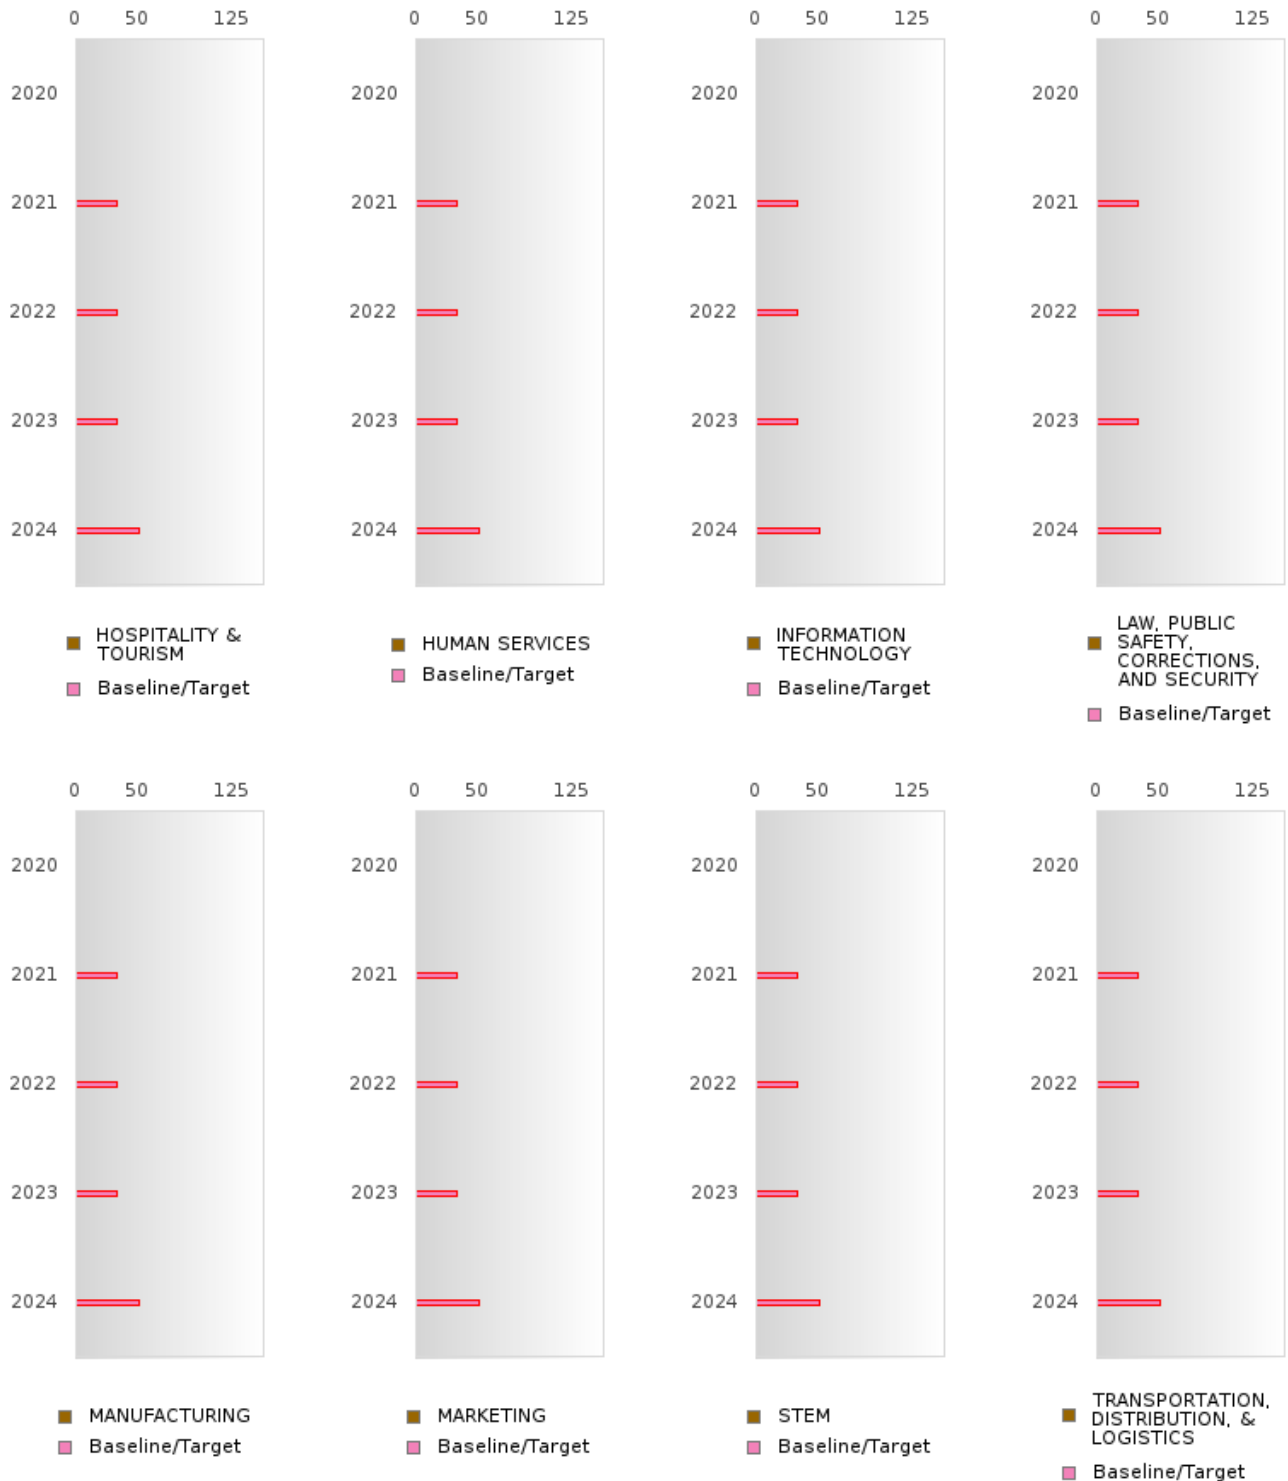 0 50 125
0 50 125
0 50 125
0 50 125
2020 2020 2020 2020
2021 2021 2021 2021
2022 2022 2022 2022
2023 2023 2023 2023
2024 2024 2024 2024
HOSPITALITY &
TOURISM
Baseline/Target
HUMAN SERVICES
Baseline/Target
INFORMATION
TECHNOLOGY
Baseline/Target
LAW, PUBLIC
SAFETY,
CORRECTIONS,
AND SECURITY
Baseline/Target
0 50 125
0 50 125
0 50 125
0 50 125
2020 2020 2020 2020
2021 2021 2021 2021
2022 2022 2022 2022
2023 2023 2023 2023
2024 2024 2024 2024
MANUFACTURING
Baseline/Target
MARKETING
Baseline/Target
STEM
Baseline/Target
TRANSPORTATION,
DISTRIBUTION, &
LOGISTICS
Baseline/Target